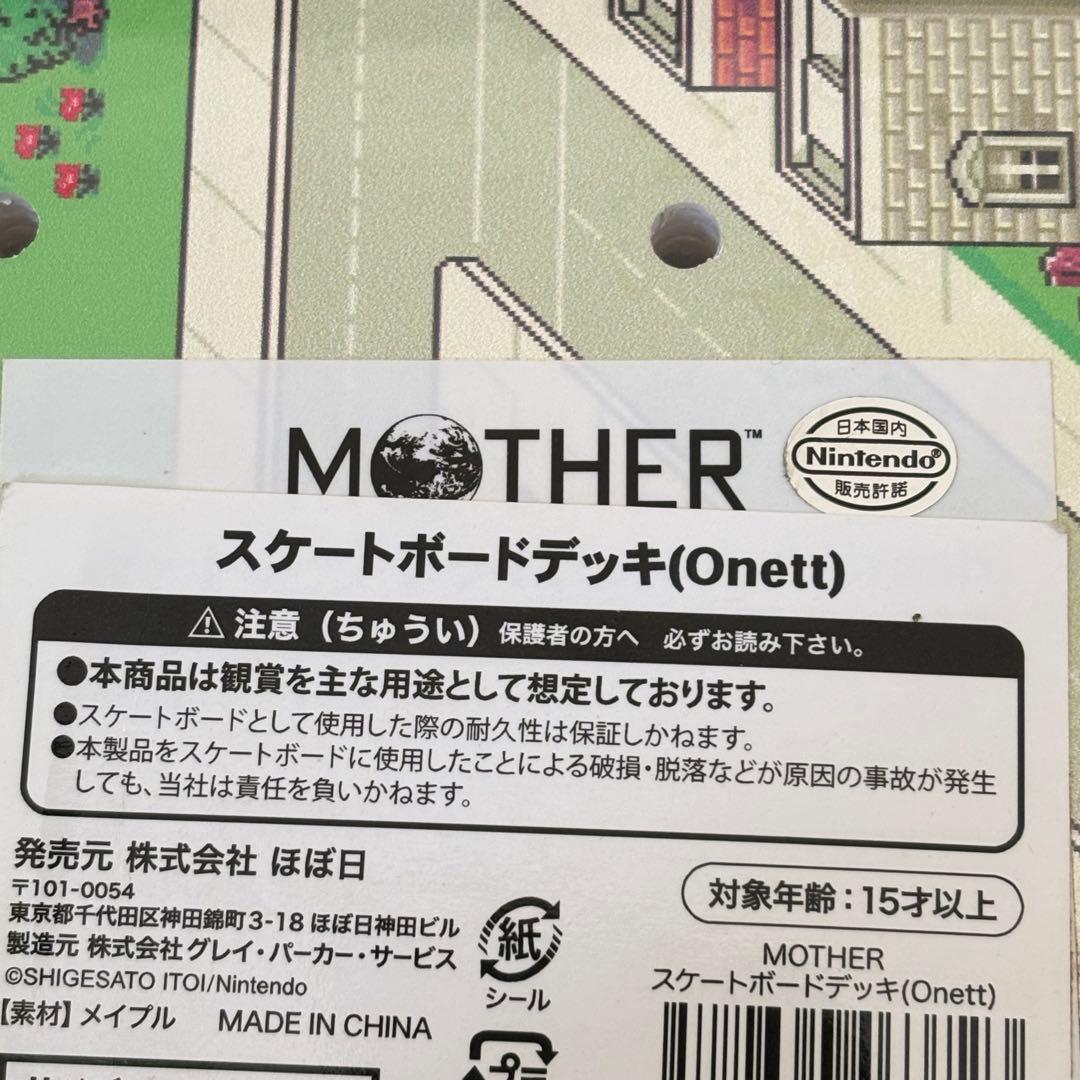 MOTHER™
日本国内
Nintendo®
販売許諾
スケートボードデッキ(Onett)
⚠ 注意（ちゅうい）保護者の方へ 必ずお読み下さい。
●本商品は観賞を主な用途として想定しております。
●スケートボードとして使用した際の耐久性は保証しかねます。
●本製品をスケートボードに使用したことによる破損・脱落などが原因の事故が発生
しても、当社は責任を負いかねます。
発売元 株式会社 ほぼ日
〒101-0054
東京都千代田区神田錦町3-18 ほぼ日神田ビル
製造元 株式会社グレイ・パーカー・サービス
©SHIGESATO ITOI/Nintendo
【素材】メイプル MADE IN CHINA
紙
シール
対象年齢：15才以上
MOTHER
スケートボードデッキ(Onett)